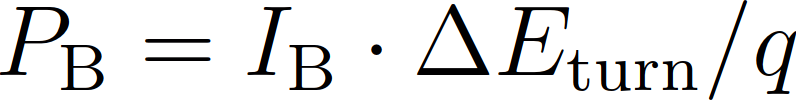 P_B = I_B · ΔE_turn/q